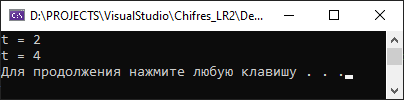 D:\PROJECTS\VisualStudio\Chifres_LR2\De...
t = 2
t = 4
Для продолжения нажмите любую клавишу . . .